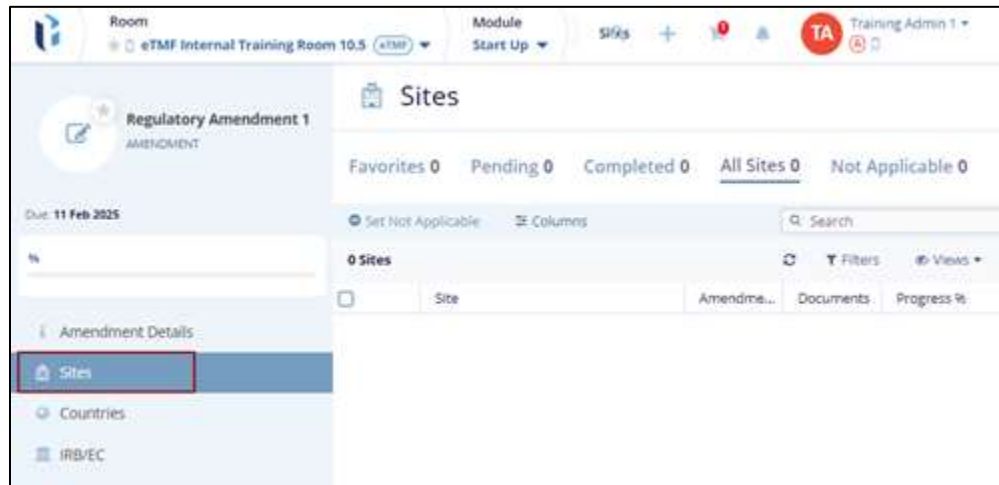 Room
eTMF Internal Training Room 10.5 eTMF
Module
Start Up
Training Admin 1
TA
A
Regulatory Amendment 1
AMENDMENT
Due: 11 Feb 2025
%
Amendment Details
Sites
Countries
IRB/EC
Sites
Favorites 0 Pending 0 Completed 0 All Sites 0 Not Applicable 0
Set Not Applicable Columns Search
0 Sites Filters Views
Site Amendme... Documents Progress %